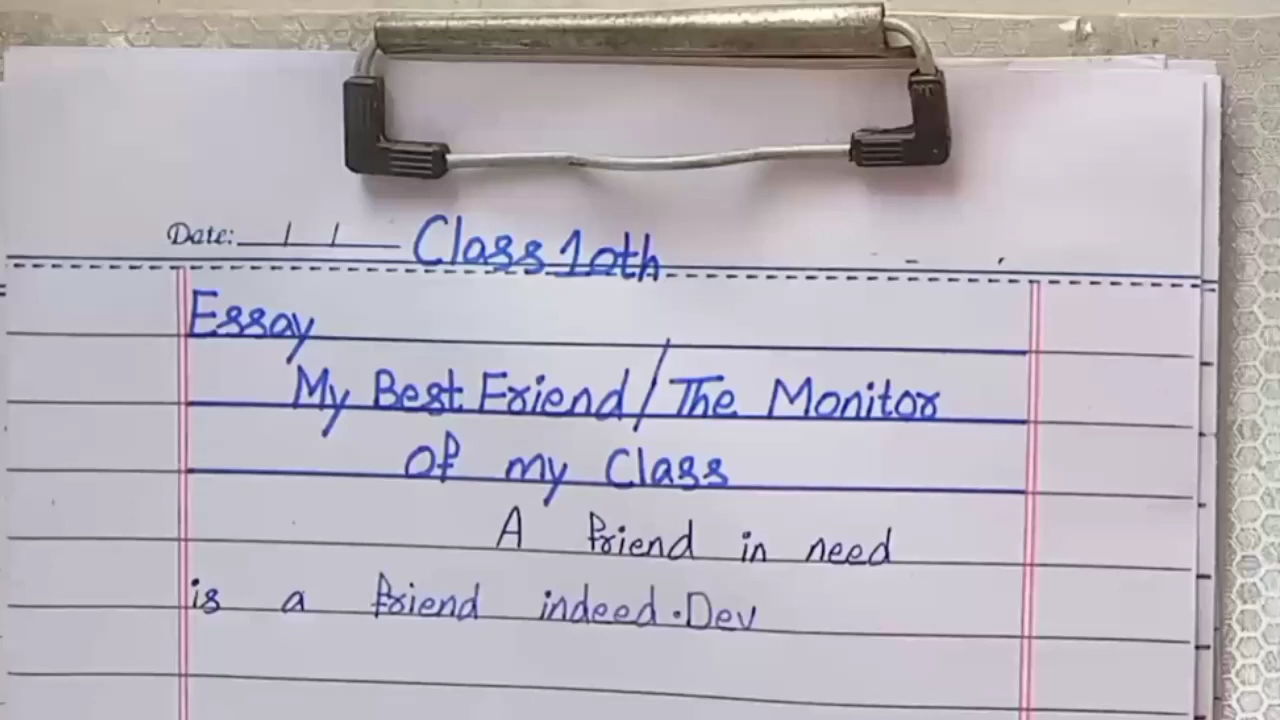 Date: / / Class 10th
Essay
My Best Friend/The Monitor
of my Class
A friend in need
is a friend indeed. Dev